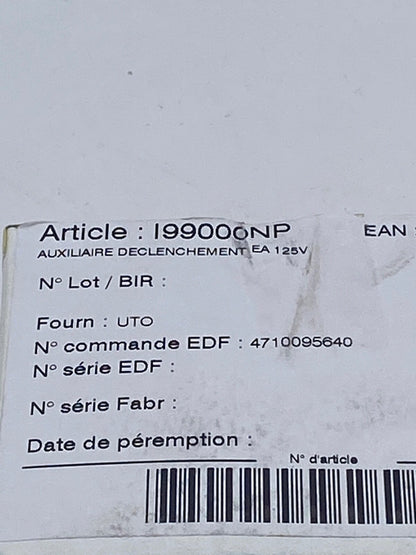 Article : I99000NP EAN :
AUXILIAIRE DECLENCHEMENT EA 125V
N° Lot / BIR :
Fourn : UTO
N° commande EDF : 4710095640
N° série EDF :
N° série Fabr :
Date de péremption :
N° d'article